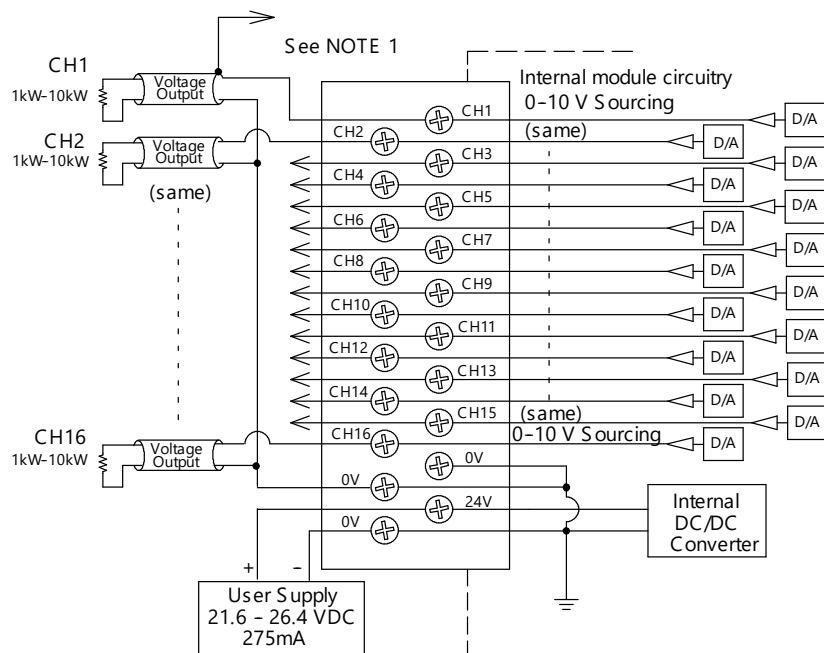 See NOTE 1
CH1
1kW-10kW
Voltage
Output
Internal module circuitry
0-10 V Sourcing
CH1
D/A
CH2
1kW-10kW
Voltage
Output
CH2
(same)
D/A
(same)
CH3
D/A
CH4
D/A
CH5
D/A
CH6
D/A
CH7
D/A
CH8
D/A
CH9
D/A
CH10
D/A
CH11
D/A
CH12
D/A
CH13
D/A
CH14
D/A
CH15
(same)
D/A
0-10 V Sourcing
CH16
1kW-10kW
Voltage
Output
CH16
D/A
0V
0V
24V
0V
Internal
DC/DC
Converter
+
-
User Supply
21.6 - 26.4 VDC
275mA